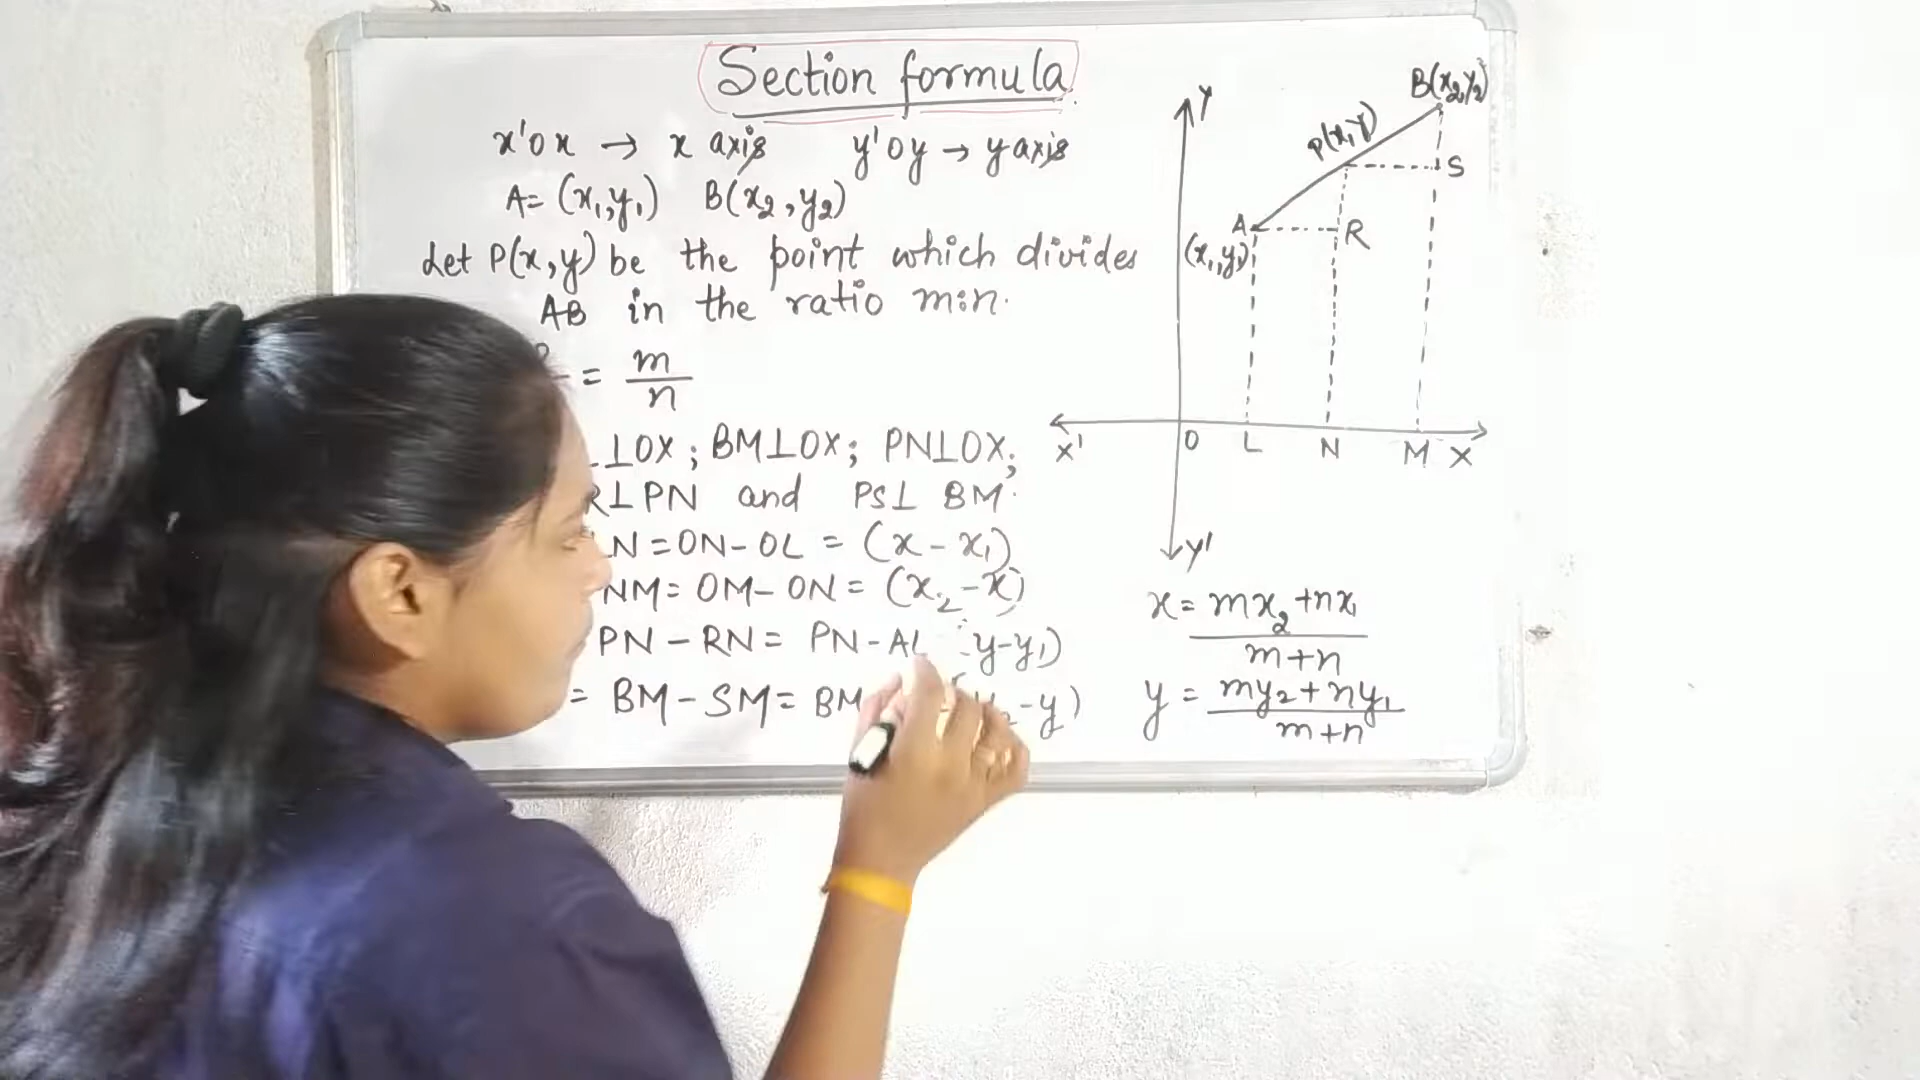 Section formula
x'ox → x axis y'oy → y axis
A= (x₁,y₁) B(x₂,y₂)
Let P(x,y) be the point which divides
AB in the ratio m:n.
= m/n
⊥OX; BM⊥OX; PN⊥OX;
R⊥PN and PS⊥ BM.
N=ON-OL = (x-x₁)
NM= OM-ON= (x₂-x)
PN-RN= PN-AL y-y₁)
= BM-SM= BM -y)
Y
B(x₂,y₂)
P(x,y)
S
A
R
(x₁,y₁)
X' O L N M X
Y'
x= mx₂+nx₁
m+n
y = my₂+ny₁
m+n